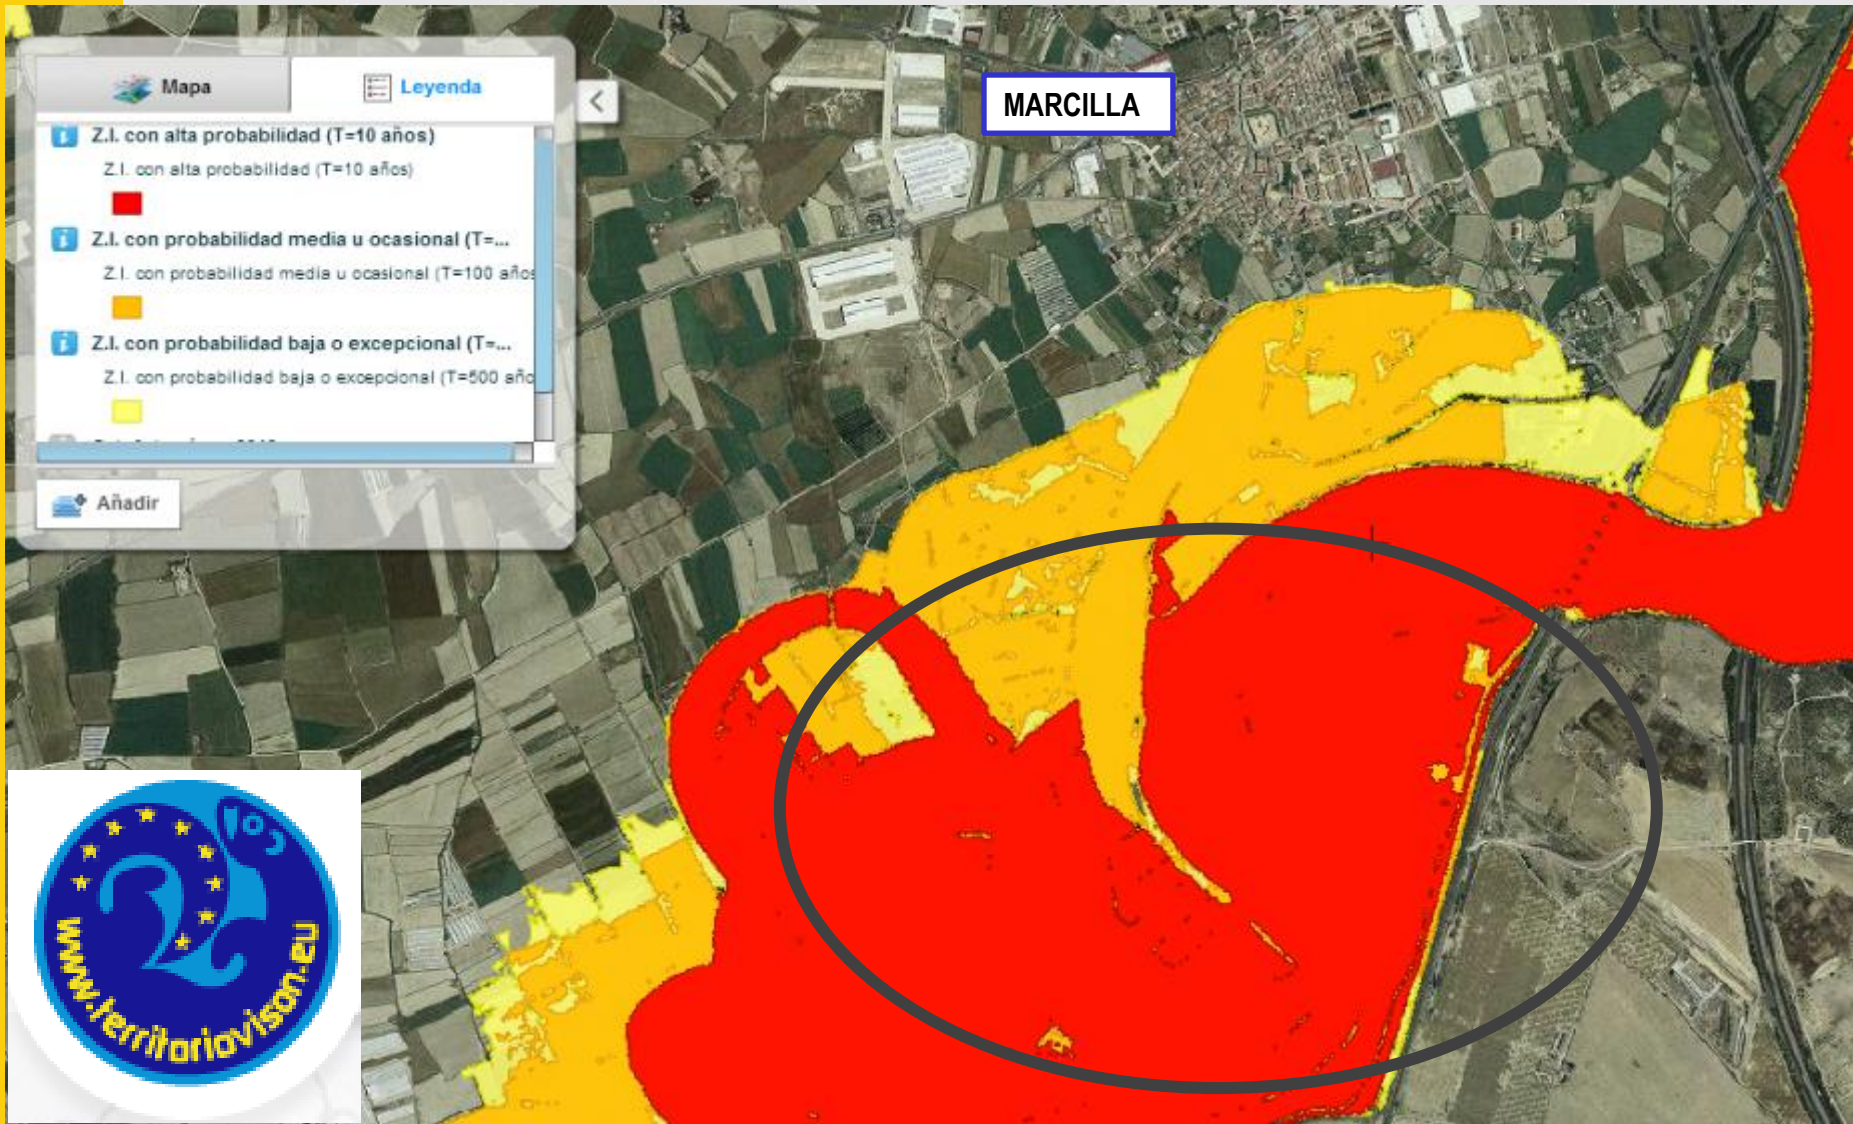 Mapa
Leyenda
Z.I. con alta probabilidad (T=10 años)
Z.I. con alta probabilidad (T=10 años)
Z.I. con probabilidad media u ocasional (T=...
Z.I. con probabilidad media u ocasional (T=100 años
Z.I. con probabilidad baja o excepcional (T=...
Z.I. con probabilidad baja o excepcional (T=500 año
Añadir
MARCILLA
www.territoriovison.eu